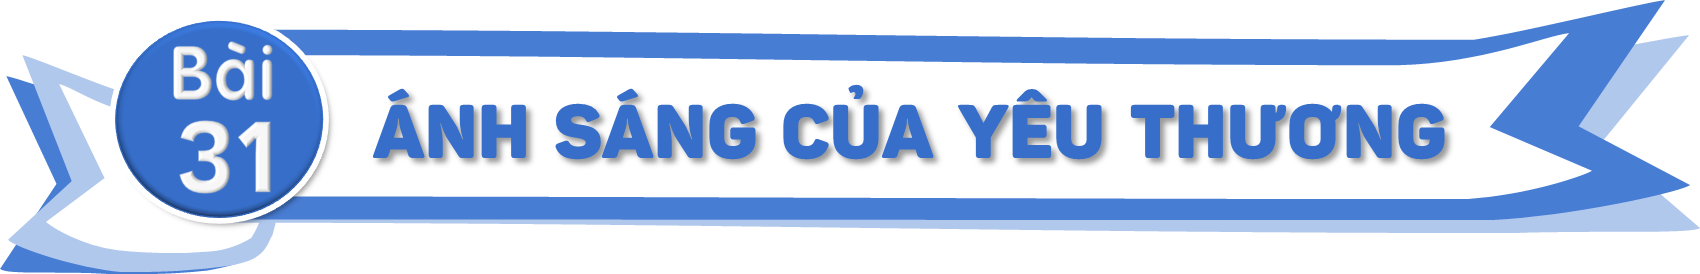 Bài
31
ÁNH SÁNG CỦA YÊU THƯƠNG